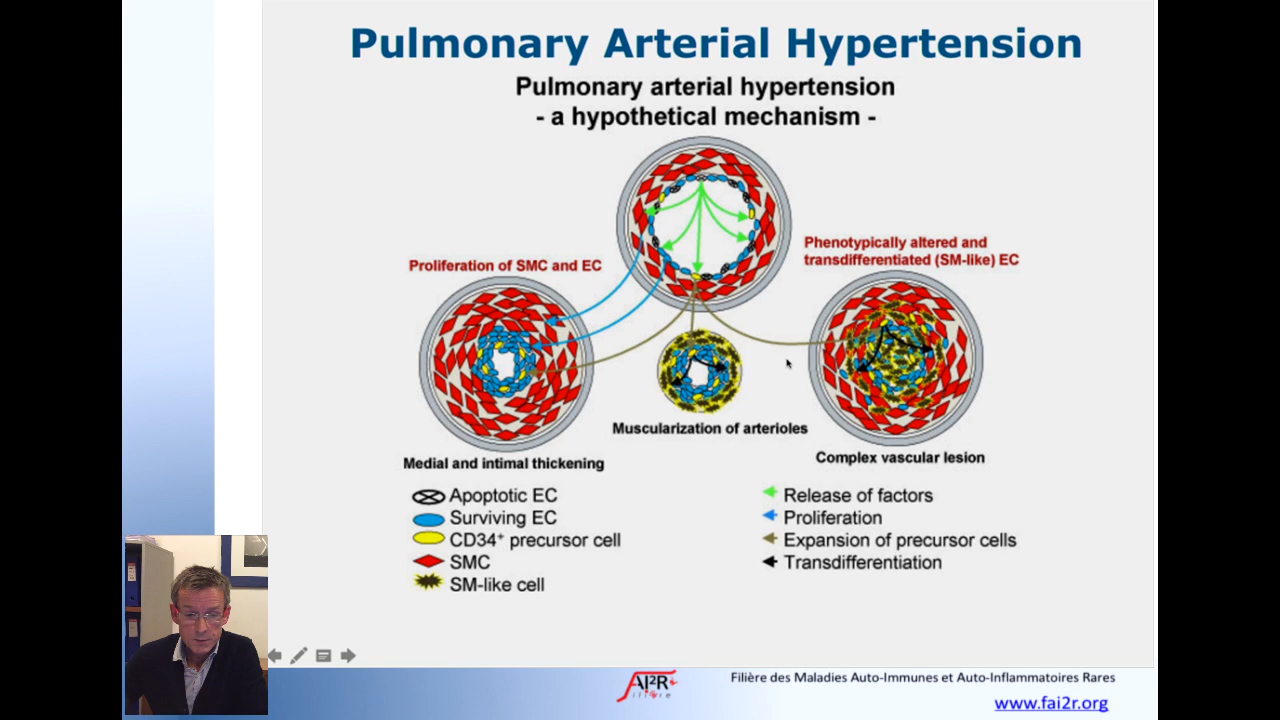 Pulmonary Arterial Hypertension
Pulmonary arterial hypertension
- a hypothetical mechanism -
Phenotypically altered and
transdifferentiated (SM-like) EC
Proliferation of SMC and EC
Muscularization of arterioles
Complex vascular lesion
Medial and intimal thickening
Apoptotic EC
Surviving EC
CD34⁺ precursor cell
SMC
SM-like cell
Release of factors
Proliferation
Expansion of precursor cells
Transdifferentiation
FAI²R
filière
Filière des Maladies Auto-Immunes et Auto-Inflammatoires Rares
www.fai2r.org